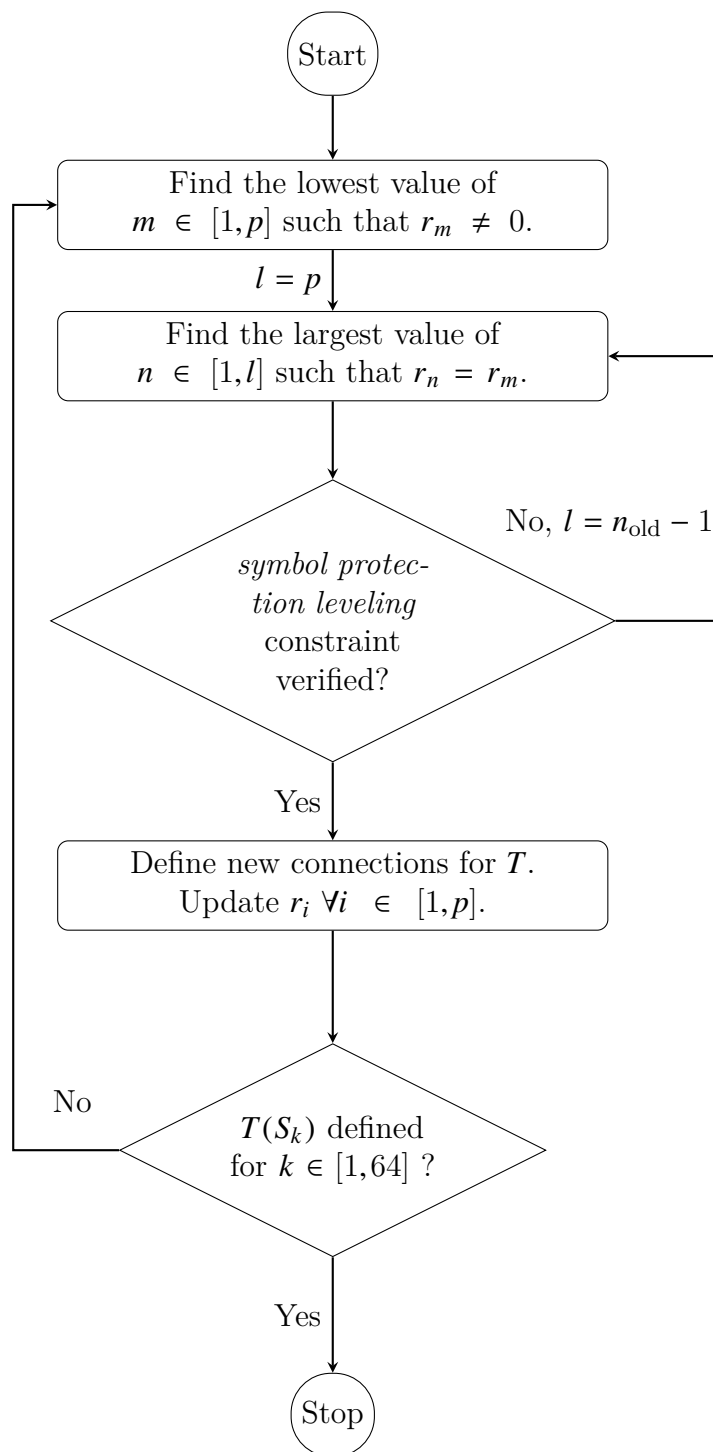 Start
Find the lowest value of
m ∈ [1, p] such that r_m ≠ 0.
l = p
Find the largest value of
n ∈ [1, l] such that r_n = r_m.
No, l = n_old − 1
symbol protec-
tion leveling
constraint
verified?
Yes
Define new connections for T.
Update r_i ∀i ∈ [1, p].
No
T(S_k) defined
for k ∈ [1, 64] ?
Yes
Stop